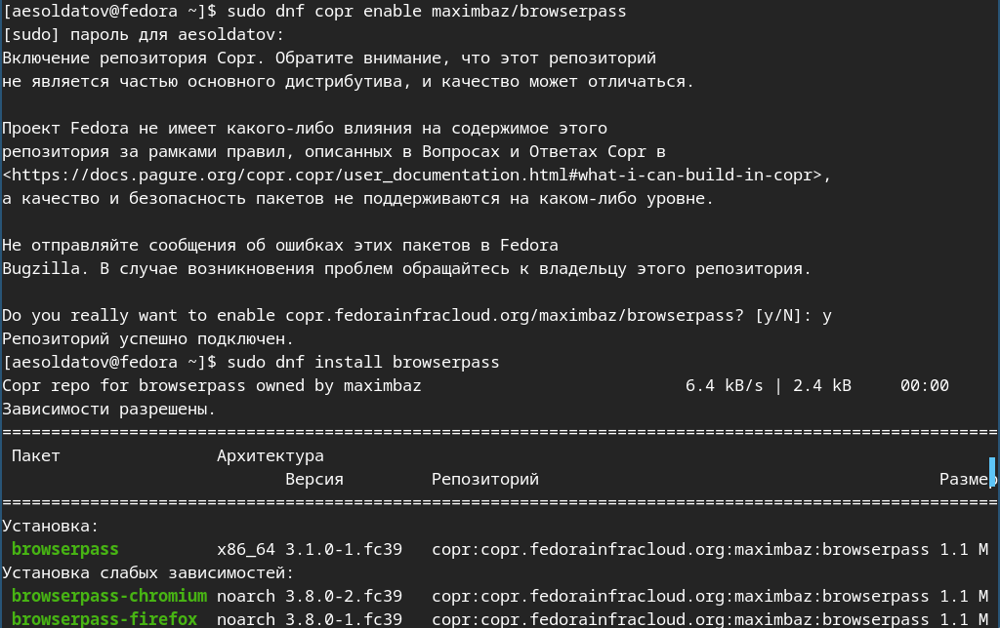 [aesoldatov@fedora ~]$ sudo dnf copr enable maximbaz/browserpass
[sudo] пароль для aesoldatov:
Включение репозитория Copr. Обратите внимание, что этот репозиторий
не является частью основного дистрибутива, и качество может отличаться.
Проект Fedora не имеет какого-либо влияния на содержимое этого
репозитория за рамками правил, описанных в Вопросах и Ответах Copr в
<https://docs.pagure.org/copr.copr/user_documentation.html#what-i-can-build-in-copr>,
а качество и безопасность пакетов не поддерживаются на каком-либо уровне.
Не отправляйте сообщения об ошибках этих пакетов в Fedora
Bugzilla. В случае возникновения проблем обращайтесь к владельцу этого репозитория.
Do you really want to enable copr.fedorainfracloud.org/maximbaz/browserpass? [y/N]: y
Репозиторий успешно подключен.
[aesoldatov@fedora ~]$ sudo dnf install browserpass
Copr repo for browserpass owned by maximbaz 6.4 kB/s | 2.4 kB 00:00
Зависимости разрешены.
======================================================================================================
Пакет Архитектура
Версия Репозиторий Размер
======================================================================================================
Установка:
browserpass x86_64 3.1.0-1.fc39 copr:copr.fedorainfracloud.org:maximbaz:browserpass 1.1 M
Установка слабых зависимостей:
browserpass-chromium noarch 3.8.0-2.fc39 copr:copr.fedorainfracloud.org:maximbaz:browserpass 1.1 M
browserpass-firefox noarch 3.8.0-1.fc39 copr:copr.fedorainfracloud.org:maximbaz:browserpass 1.1 M